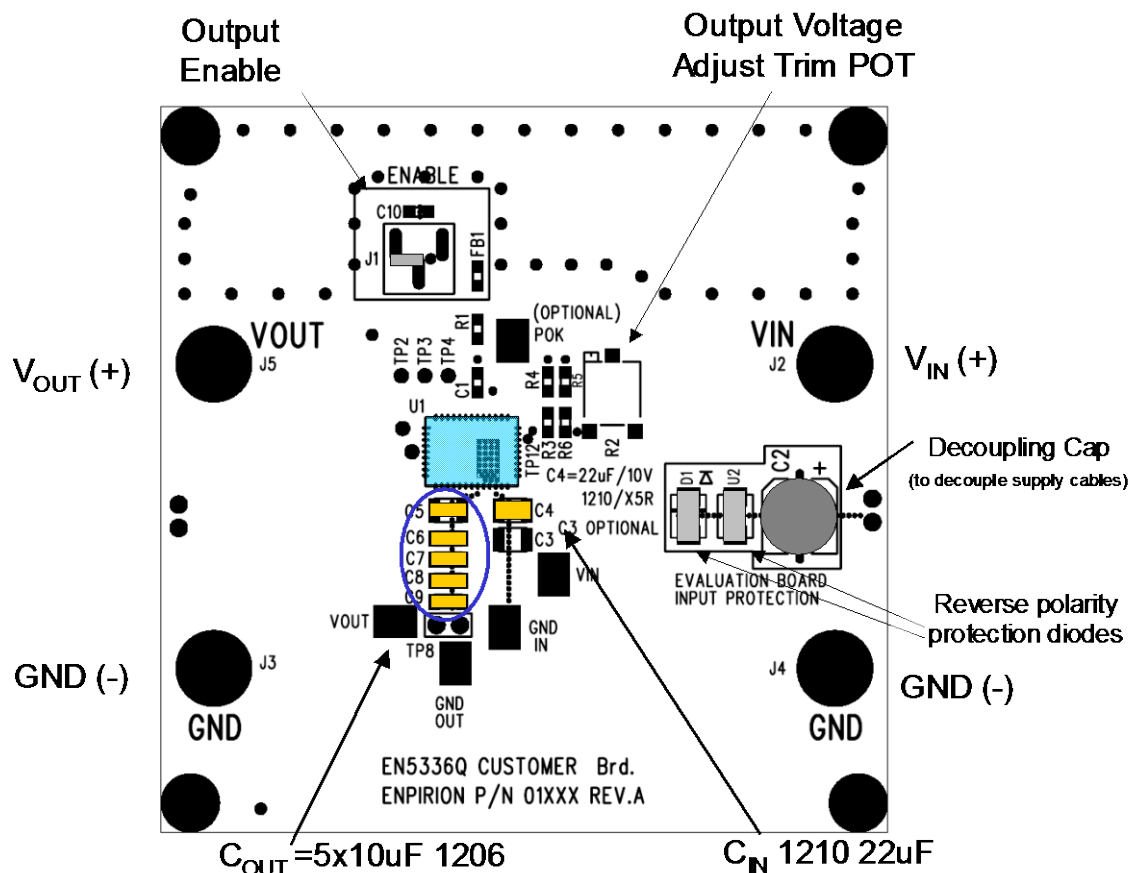 Output
Enable
Output Voltage
Adjust Trim POT
ENABLE
C10
J1
FB1
VOUT
J5
VOUT (+)
R1
(OPTIONAL)
POK
VIN
J2
VIN (+)
TP2
TP3
TP4
C1
R4
R5
U1
TP12
R3
R6
R2
C4=22uF/10V
1210/X5R
C3 OPTIONAL
D1
U2
C2
+
Decoupling Cap
(to decouple supply cables)
C5
C4
C6
C3
C7
C8
C9
VIN
EVALUATION BOARD
INPUT PROTECTION
Reverse polarity
protection diodes
VOUT
TP8
GND
IN
GND
OUT
J3
GND (-)
GND
J4
GND (-)
GND
EN5336Q CUSTOMER Brd.
ENPIRION P/N 01XXX REV.A
COUT =5x10uF 1206
CIN 1210 22uF